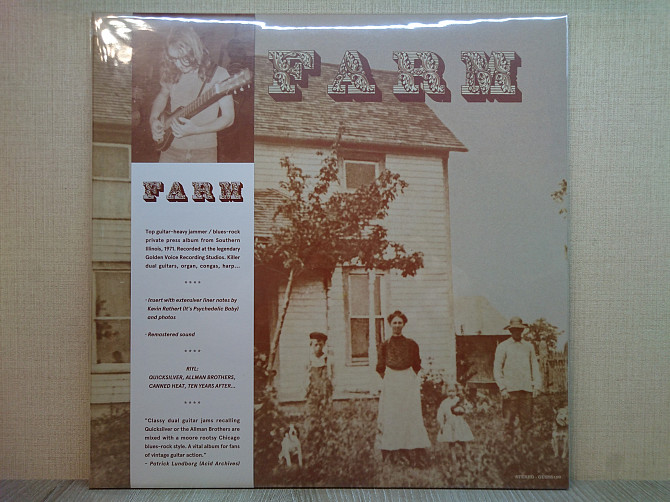 FARM
FARM
Top guitar-heavy jammer / blues-rock
private press album from Southern
Illinois, 1971. Recorded at the legendary
Golden Voice Recording Studios. Killer
dual guitars, organ, congas, harp...
****
· Insert with extensiver liner notes by
Kevin Rathert (It's Psychedelic Baby)
and photos
· Remastered sound
****
RIYL:
QUICKSILVER, ALLMAN BROTHERS,
CANNED HEAT, TEN YEARS AFTER...
****
"Classy dual guitar jams recalling
Quicksilver or the Allman Brothers are
mixed with a moore rootsy Chicago
blues-rock style. A vital album for fans
of vintage guitar action."
- Patrick Lundborg (Acid Archives)